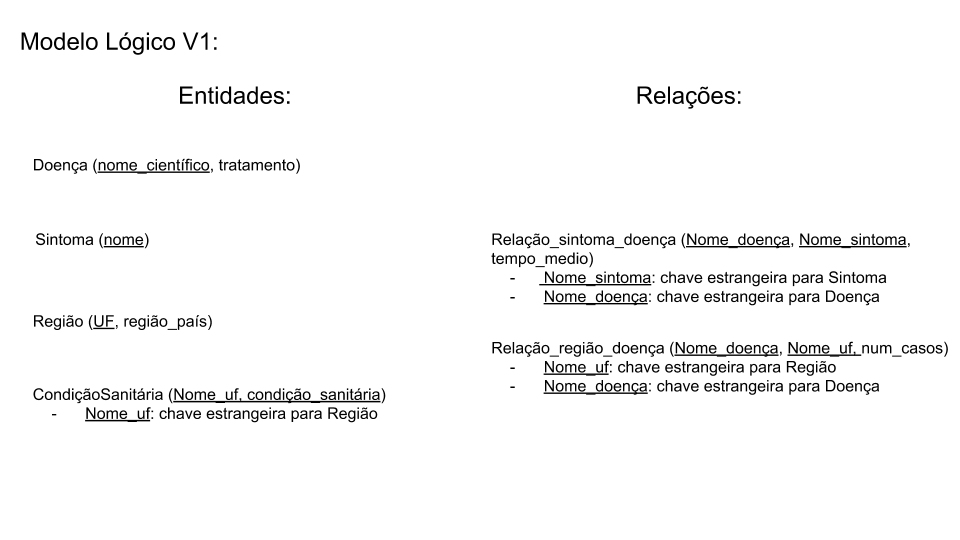 Modelo Lógico V1:
Entidades:
Relações:
Doença (nome_científico, tratamento)
Sintoma (nome)
Região (UF, região_país)
CondiçãoSanitária (Nome_uf, condição_sanitária)
- Nome_uf: chave estrangeira para Região
Relação_sintoma_doença (Nome_doença, Nome_sintoma,
tempo_medio)
- Nome_sintoma: chave estrangeira para Sintoma
- Nome_doença: chave estrangeira para Doença
Relação_região_doença (Nome_doença, Nome_uf, num_casos)
- Nome_uf: chave estrangeira para Região
- Nome_doença: chave estrangeira para Doença